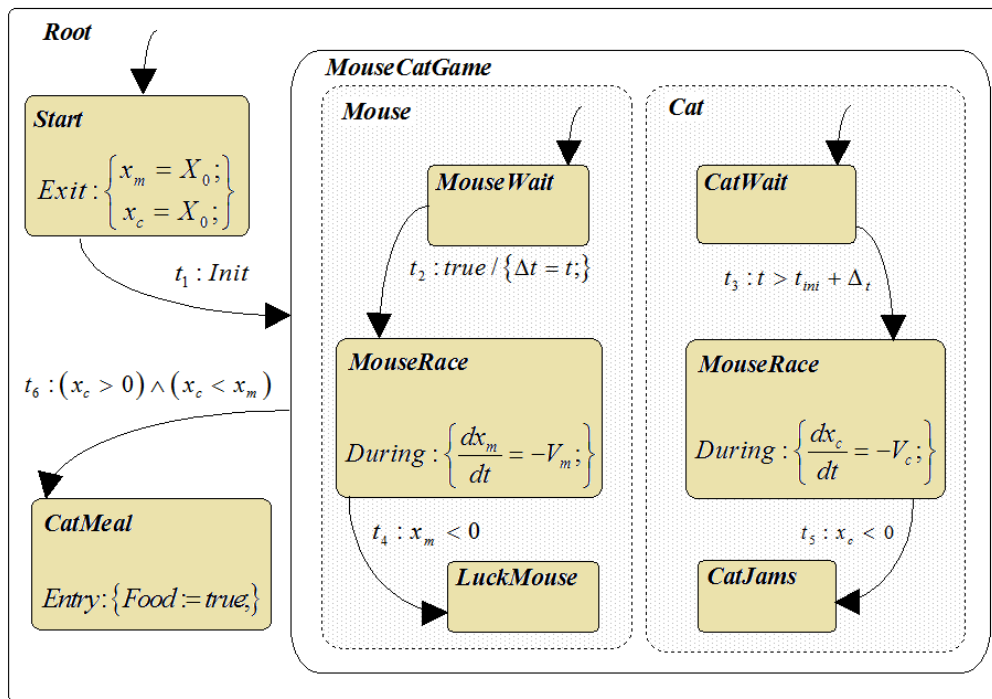 Root
Start
Exit : { x_m = X_0;
x_c = X_0; }
t_1 : Init
t_6 : (x_c > 0) ∧ (x_c < x_m)
CatMeal
Entry: {Food := true;}
MouseCatGame
Mouse
MouseWait
t_2 : true / {Δt = t;}
MouseRace
During : { dx_m/dt = −V_m; }
t_4 : x_m < 0
LuckMouse
Cat
CatWait
t_3 : t > t_ini + Δ_t
MouseRace
During : { dx_c/dt = −V_c; }
t_5 : x_c < 0
CatJams